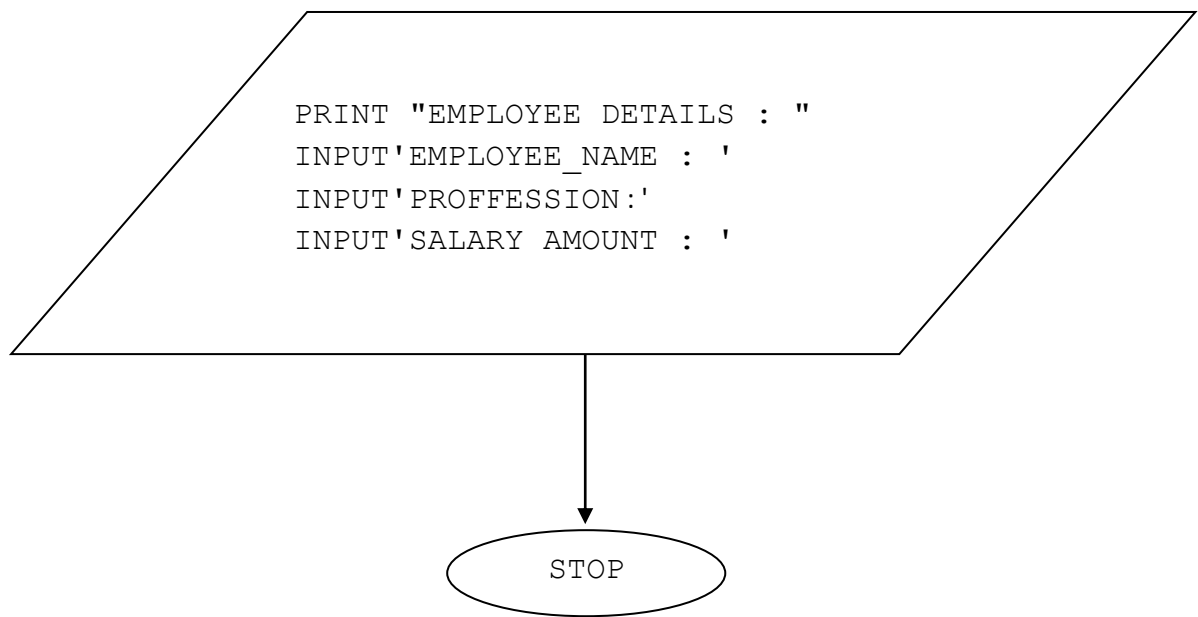 PRINT "EMPLOYEE DETAILS : "
INPUT'EMPLOYEE_NAME : '
INPUT'PROFFESSION:'
INPUT'SALARY AMOUNT : '
STOP